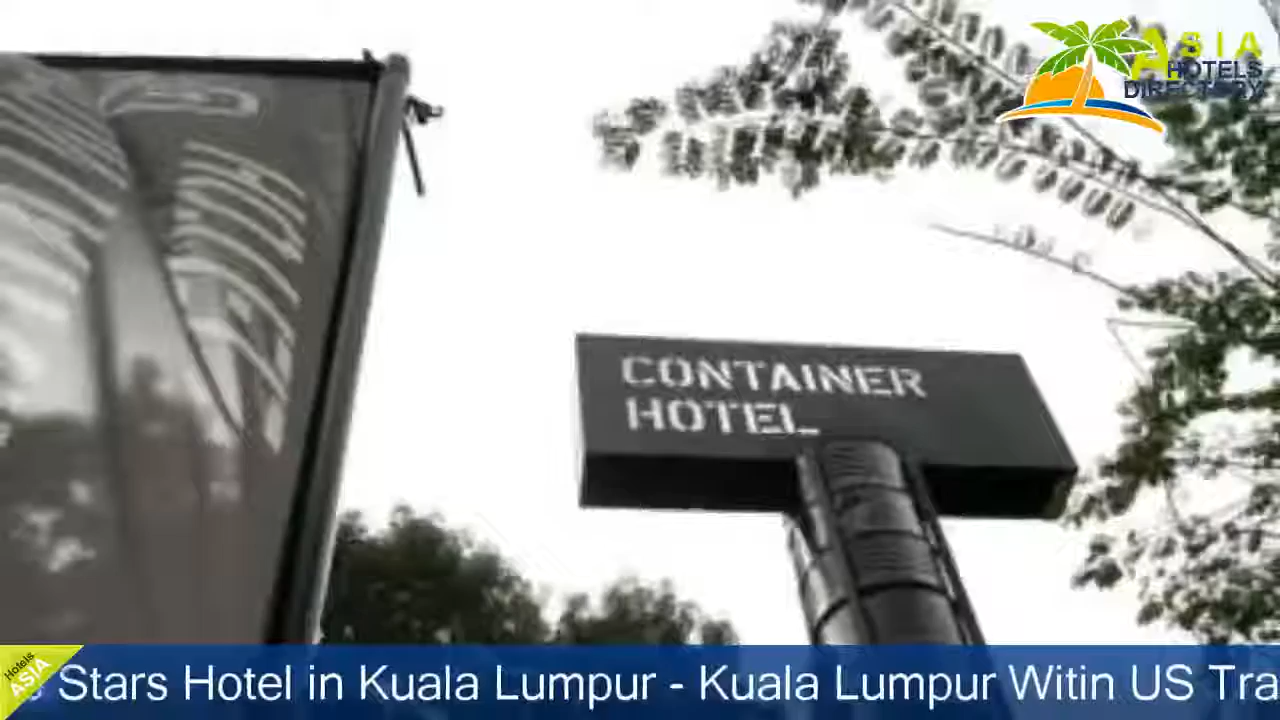 ASIA
HOTELS
DIRECTORY
CONTAINER
HOTEL
Hotels
ASIA
Stars Hotel in Kuala Lumpur - Kuala Lumpur Witin US Tra